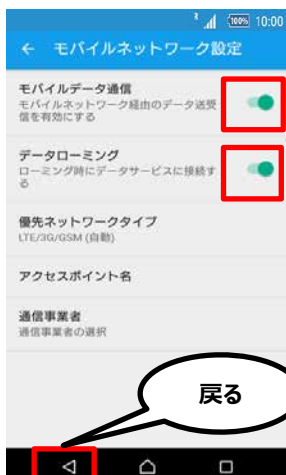 100% 10:00
← モバイルネットワーク設定
モバイルデータ通信
モバイルネットワーク経由のデータ送受
信を有効にする
データローミング
ローミング時にデータサービスに接続す
る
優先ネットワークタイプ
LTE/3G/GSM (自動)
アクセスポイント名
通信事業者
通信事業者の選択
戻る